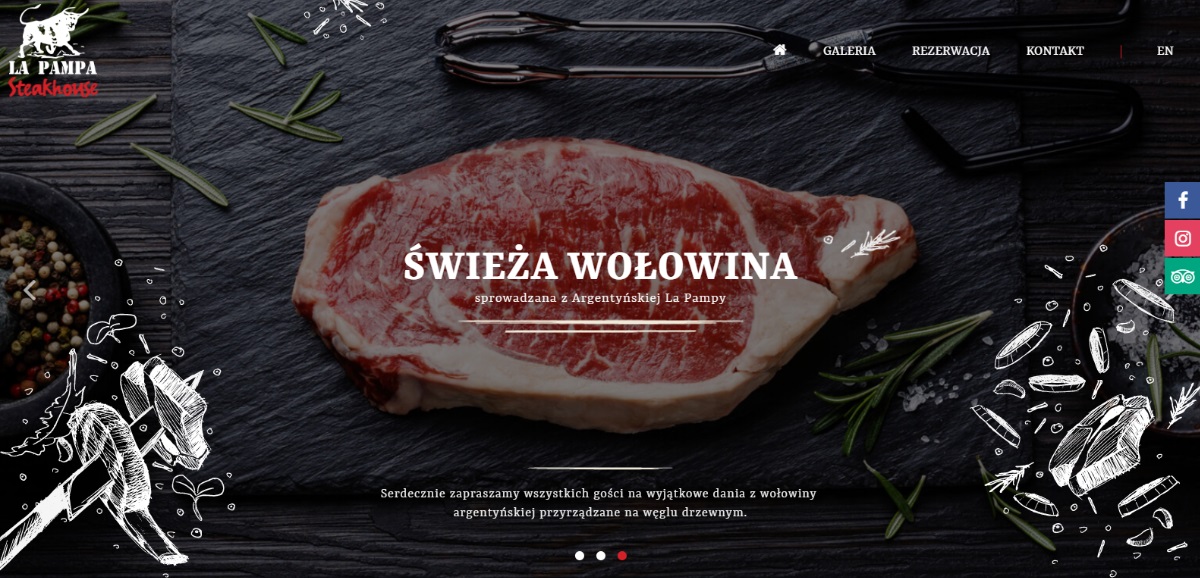 LA PAMPA
Steakhouse
GALERIA
REZERWACJA
KONTAKT
EN
ŚWIEŻA WOŁOWINA
sprowadzana z Argentyńskiej La Pampy
Serdecznie zapraszamy wszystkich gości na wyjątkowe dania z wołowiny
argentyńskiej przyrządzane na węglu drzewnym.